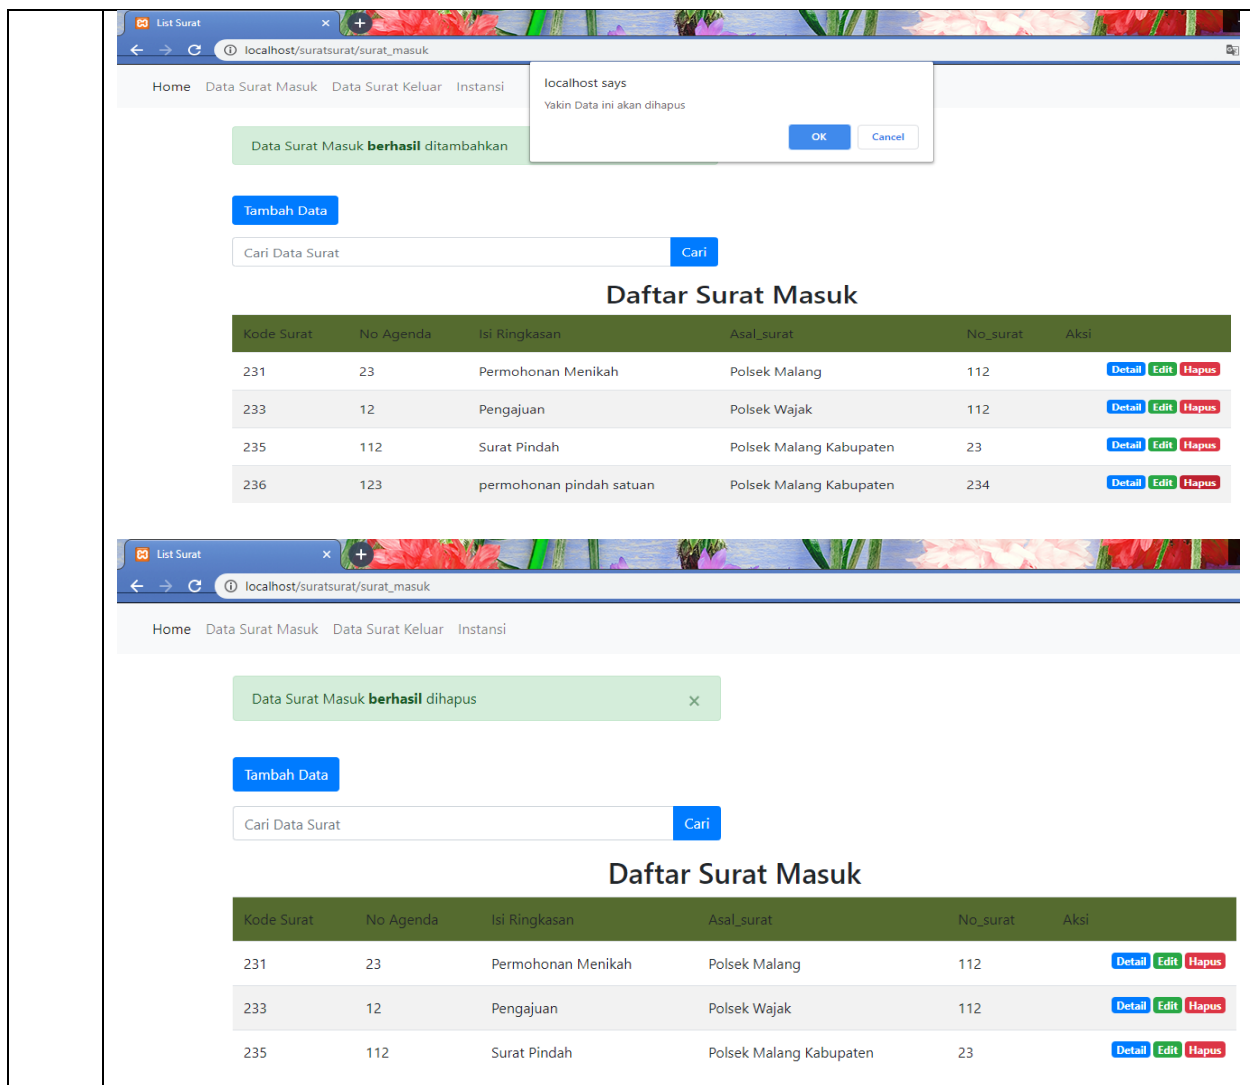 List Surat
localhost/suratsurat/surat_masuk
Home Data Surat Masuk Data Surat Keluar Instansi
localhost says
Yakin Data ini akan dihapus
OK Cancel
Data Surat Masuk berhasil ditambahkan
Tambah Data
Cari Data Surat Cari
Daftar Surat Masuk
Kode Surat No Agenda Isi Ringkasan Asal_surat No_surat Aksi
231 23 Permohonan Menikah Polsek Malang 112 Detail Edit Hapus
233 12 Pengajuan Polsek Wajak 112 Detail Edit Hapus
235 112 Surat Pindah Polsek Malang Kabupaten 23 Detail Edit Hapus
236 123 permohonan pindah satuan Polsek Malang Kabupaten 234 Detail Edit Hapus
List Surat
localhost/suratsurat/surat_masuk
Home Data Surat Masuk Data Surat Keluar Instansi
Data Surat Masuk berhasil dihapus ×
Tambah Data
Cari Data Surat Cari
Daftar Surat Masuk
Kode Surat No Agenda Isi Ringkasan Asal_surat No_surat Aksi
231 23 Permohonan Menikah Polsek Malang 112 Detail Edit Hapus
233 12 Pengajuan Polsek Wajak 112 Detail Edit Hapus
235 112 Surat Pindah Polsek Malang Kabupaten 23 Detail Edit Hapus